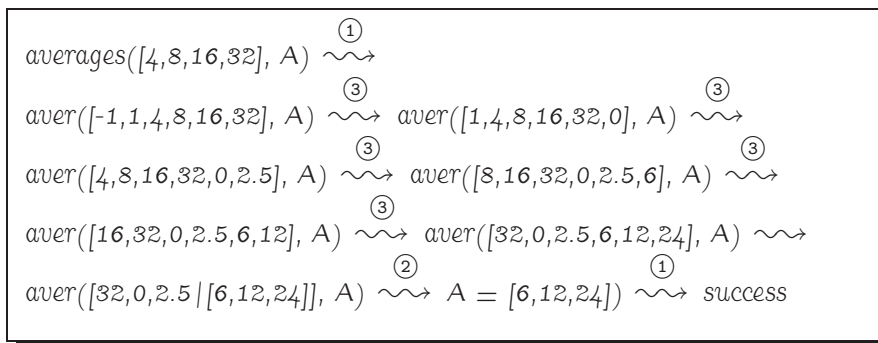 averages([4,8,16,32], A) ① ⇝
aver([-1,1,4,8,16,32], A) ③ ⇝ aver([1,4,8,16,32,0], A) ③ ⇝
aver([4,8,16,32,0,2.5], A) ③ ⇝ aver([8,16,32,0,2.5,6], A) ③ ⇝
aver([16,32,0,2.5,6,12], A) ③ ⇝ aver([32,0,2.5,6,12,24], A) ⇝
aver([32,0,2.5|[6,12,24]], A) ② ⇝ A = [6,12,24]) ① ⇝ success